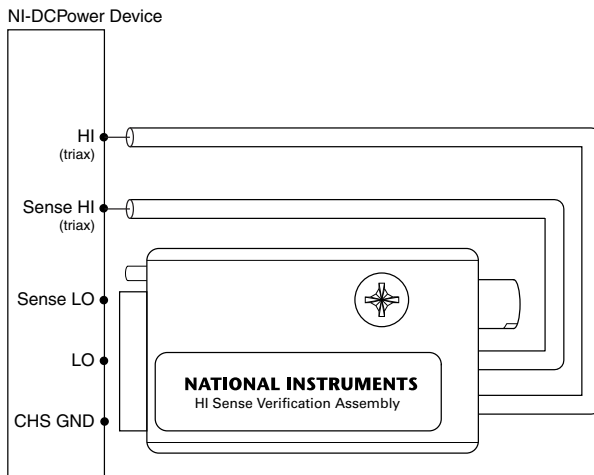 NI-DCPower Device
HI
(triax)
Sense HI
(triax)
Sense LO
LO
CHS GND
NATIONAL INSTRUMENTS
HI Sense Verification Assembly